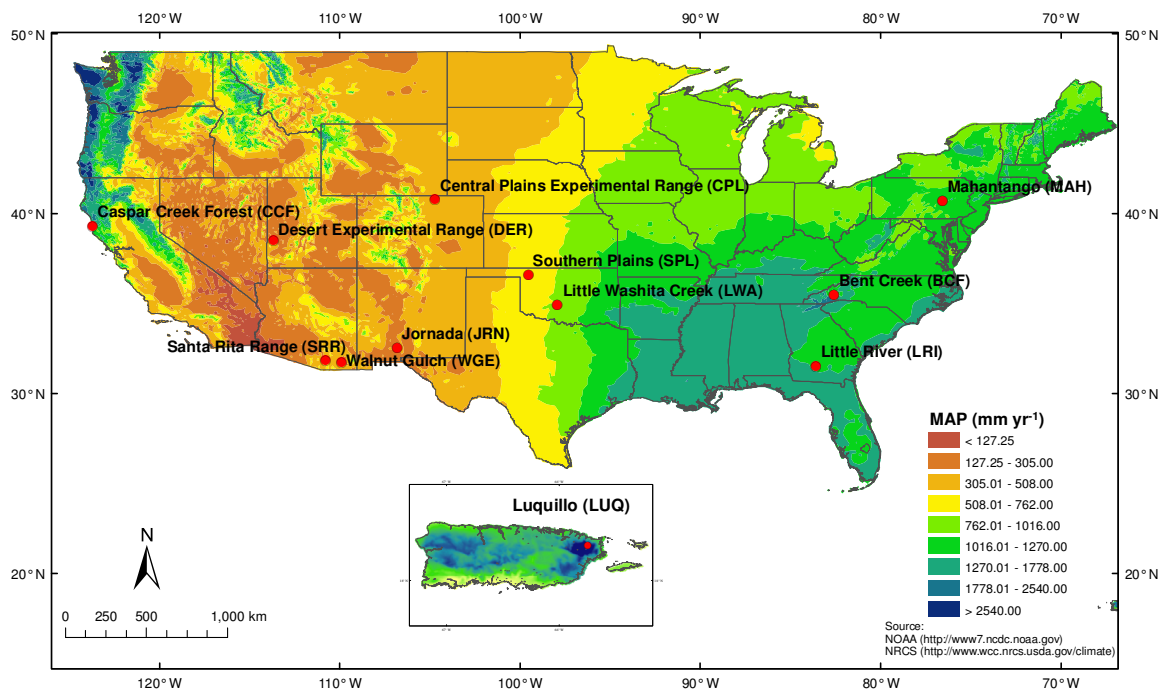 120°W 110°W 100°W 90°W 80°W 70°W
50°N 50°N
Central Plains Experimental Range (CPL)
Mahantango (MAH)
40°N Caspar Creek Forest (CCF) 40°N
Desert Experimental Range (DER)
Southern Plains (SPL)
Bent Creek (BCF)
Little Washita Creek (LWA)
Jornada (JRN)
Santa Rita Range (SRR)
Little River (LRI)
Walnut Gulch (WGE)
30°N 30°N
MAP (mm yr-1)
< 127.25
127.25 - 305.00
305.01 - 508.00
508.01 - 762.00
762.01 - 1016.00
1016.01 - 1270.00
1270.01 - 1778.00
1778.01 - 2540.00
> 2540.00
Luquillo (LUQ)
N
20°N 20°N
0 250 500 1,000 km
Source:
NOAA (http://www7.ncdc.noaa.gov)
NRCS (http://www.wcc.nrcs.usda.gov/climate)
120°W 110°W 100°W 90°W 80°W 70°W